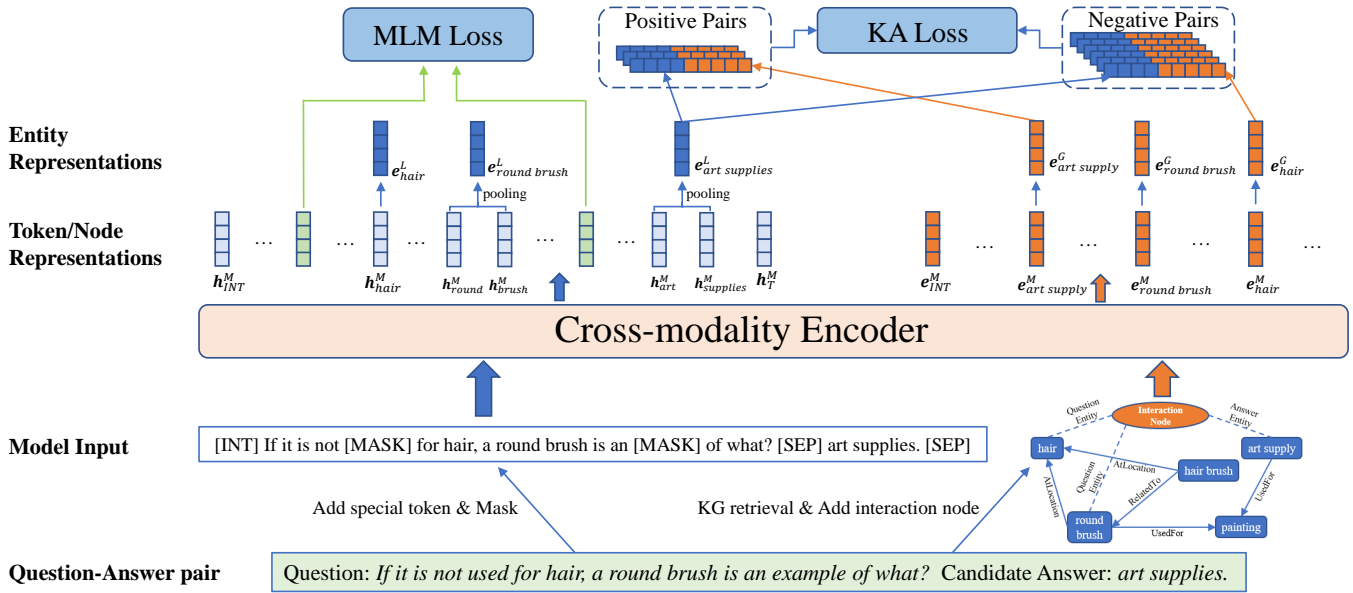 MLM Loss
Positive Pairs
KA Loss
Negative Pairs
Entity
Representations
e^L_hair
e^L_round brush
e^L_art supplies
e^G_art supply
e^G_round brush
e^G_hair
pooling
pooling
Token/Node
Representations
... ... ... ... ... ... ... ... ...
h^M_INT
h^M_hair
h^M_round
h^M_brush
h^M_art
h^M_supplies
h^M_T
e^M_INT
e^M_art supply
e^M_round brush
e^M_hair
Cross-modality Encoder
Model Input
[INT] If it is not [MASK] for hair, a round brush is an [MASK] of what? [SEP] art supplies. [SEP]
Question
Entity
Interaction
Node
Answer
Entity
hair
art supply
AtLocation
hair brush
Question
Entity
AtLocation
RelatedTo
UsedFor
round
brush
UsedFor
painting
Add special token & Mask
KG retrieval & Add interaction node
Question-Answer pair
Question: If it is not used for hair, a round brush is an example of what? Candidate Answer: art supplies.